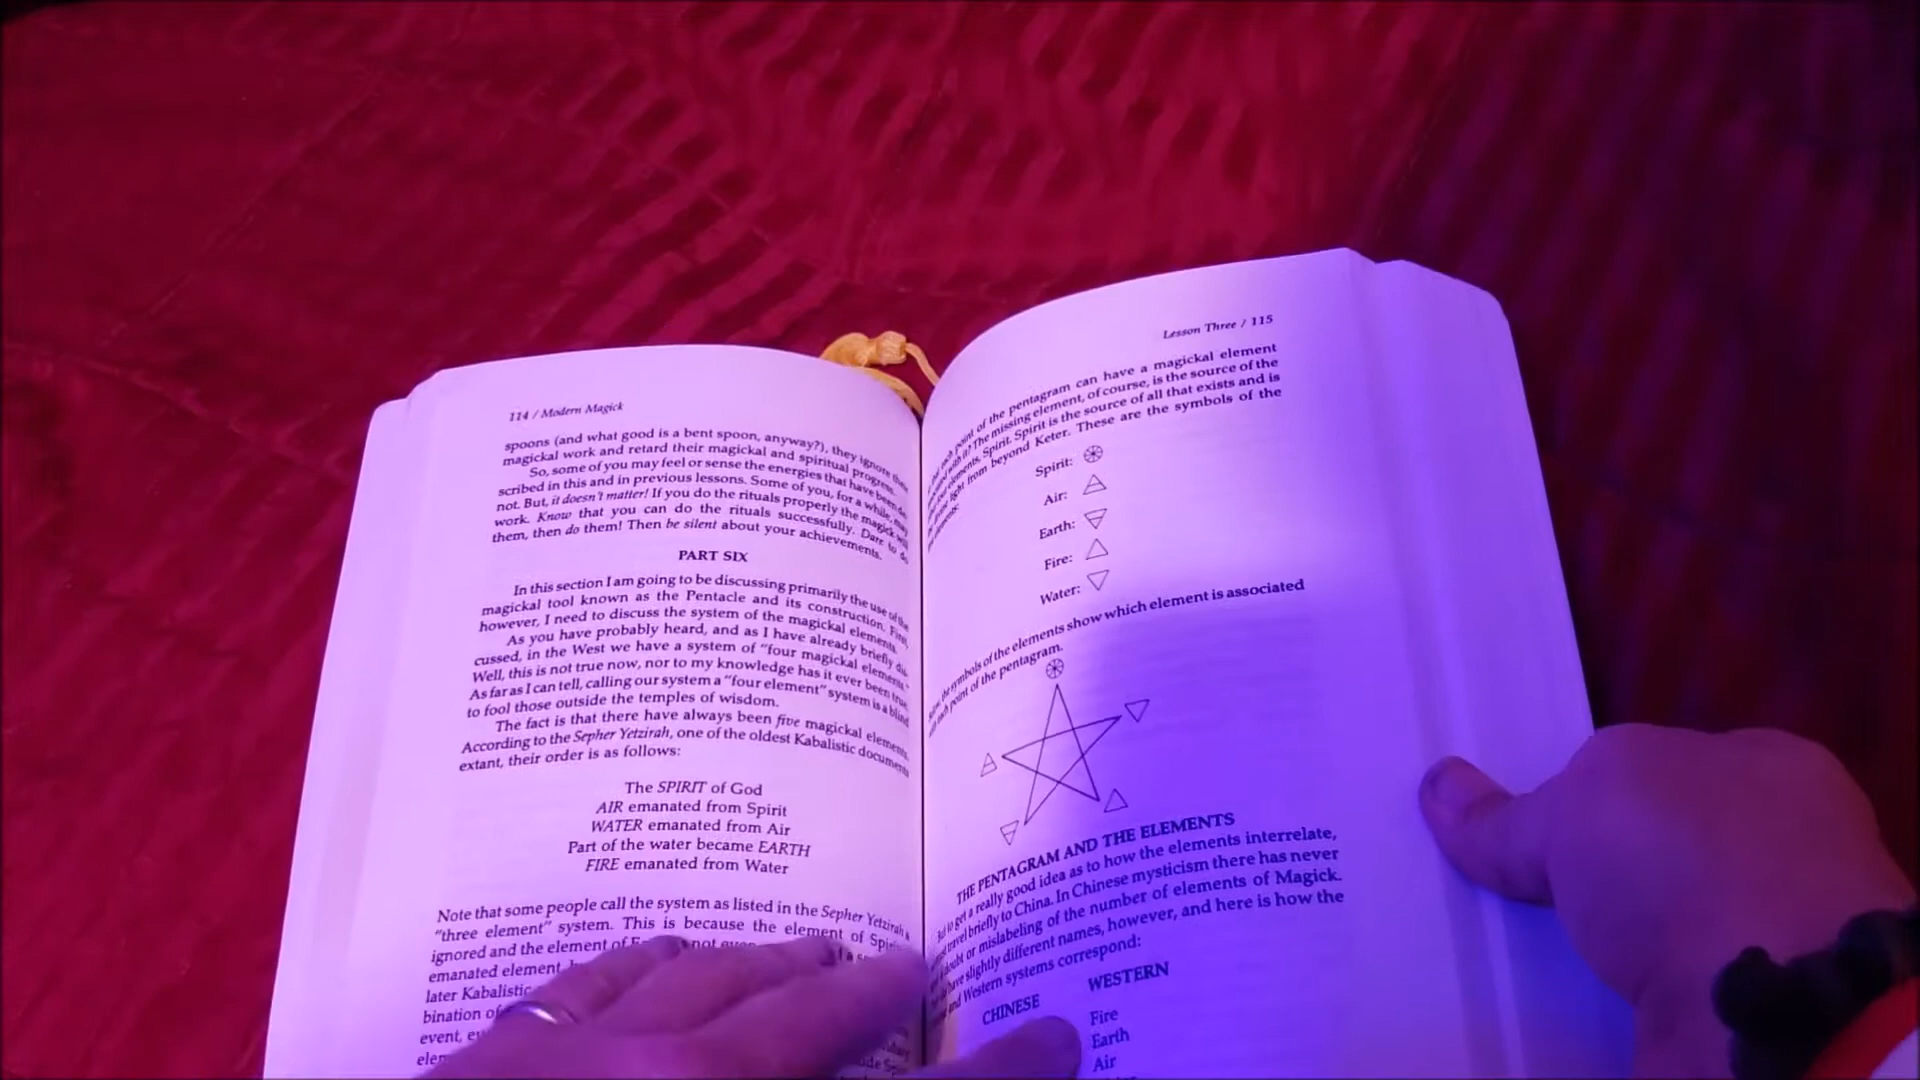 114 / Modern Magick
spoons (and what good is a bent spoon, anyway?), they ignore their
magickal work and retard their magickal and spiritual progress.
So, some of you may feel or sense the energies that have been de-
scribed in this and in previous lessons. Some of you, for a while, may
not. But, it doesn't matter! If you do the rituals properly the magick will
work. Know that you can do the rituals successfully. Dare to do
them, then do them! Then be silent about your achievements.
PART SIX
In this section I am going to be discussing primarily the use of the
magickal tool known as the Pentacle and its construction. First,
however, I need to discuss the system of the magickal elements.
As you have probably heard, and as I have already briefly dis-
cussed, in the West we have a system of "four magickal elements."
Well, this is not true now, nor to my knowledge has it ever been true.
As far as I can tell, calling our system a "four element" system is a blind
to fool those outside the temples of wisdom.
The fact is that there have always been five magickal elements.
According to the Sepher Yetzirah, one of the oldest Kabalistic documents
extant, their order is as follows:
The SPIRIT of God
AIR emanated from Spirit
WATER emanated from Air
Part of the water became EARTH
FIRE emanated from Water
Note that some people call the system as listed in the Sepher Yetzirah a
"three element" system. This is because the element of
ignored and the element of not
emanated element
later Kabalistic
bination of
event,
Lesson Three / 115
point of the pentagram can have a magickal element
with it? The missing element, of course, is the source of the
elements, Spirit. Spirit is the source of all that exists and is
light from beyond Keter. These are the symbols of the
elements:
Spirit:
Air:
Earth:
Fire:
Water:
the symbols of the elements show which element is associated
with each point of the pentagram.
THE PENTAGRAM AND THE ELEMENTS
to get a really good idea as to how the elements interrelate,
travel briefly to China. In Chinese mysticism there has never
doubt or mislabeling of the number of elements of Magick.
have slightly different names, however, and here is how the
and Western systems correspond:
CHINESE WESTERN
Fire
Earth
Air